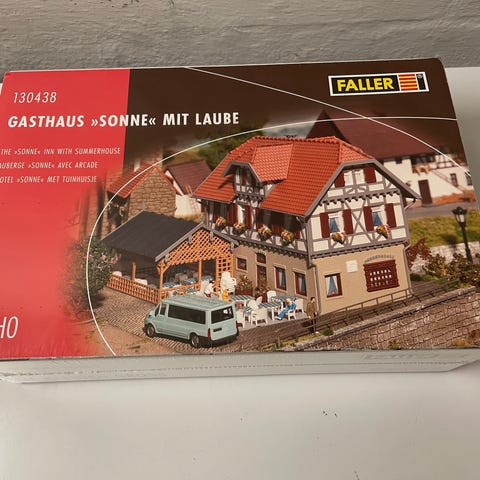 130438
FALLER
GASTHAUS »SONNE« MIT LAUBE
THE »SONNE« INN WITH SUMMERHOUSE
AUBERGE »SONNE« AVEC ARCADE
HOTEL »SONNE« MET TUINHUISJE
H0